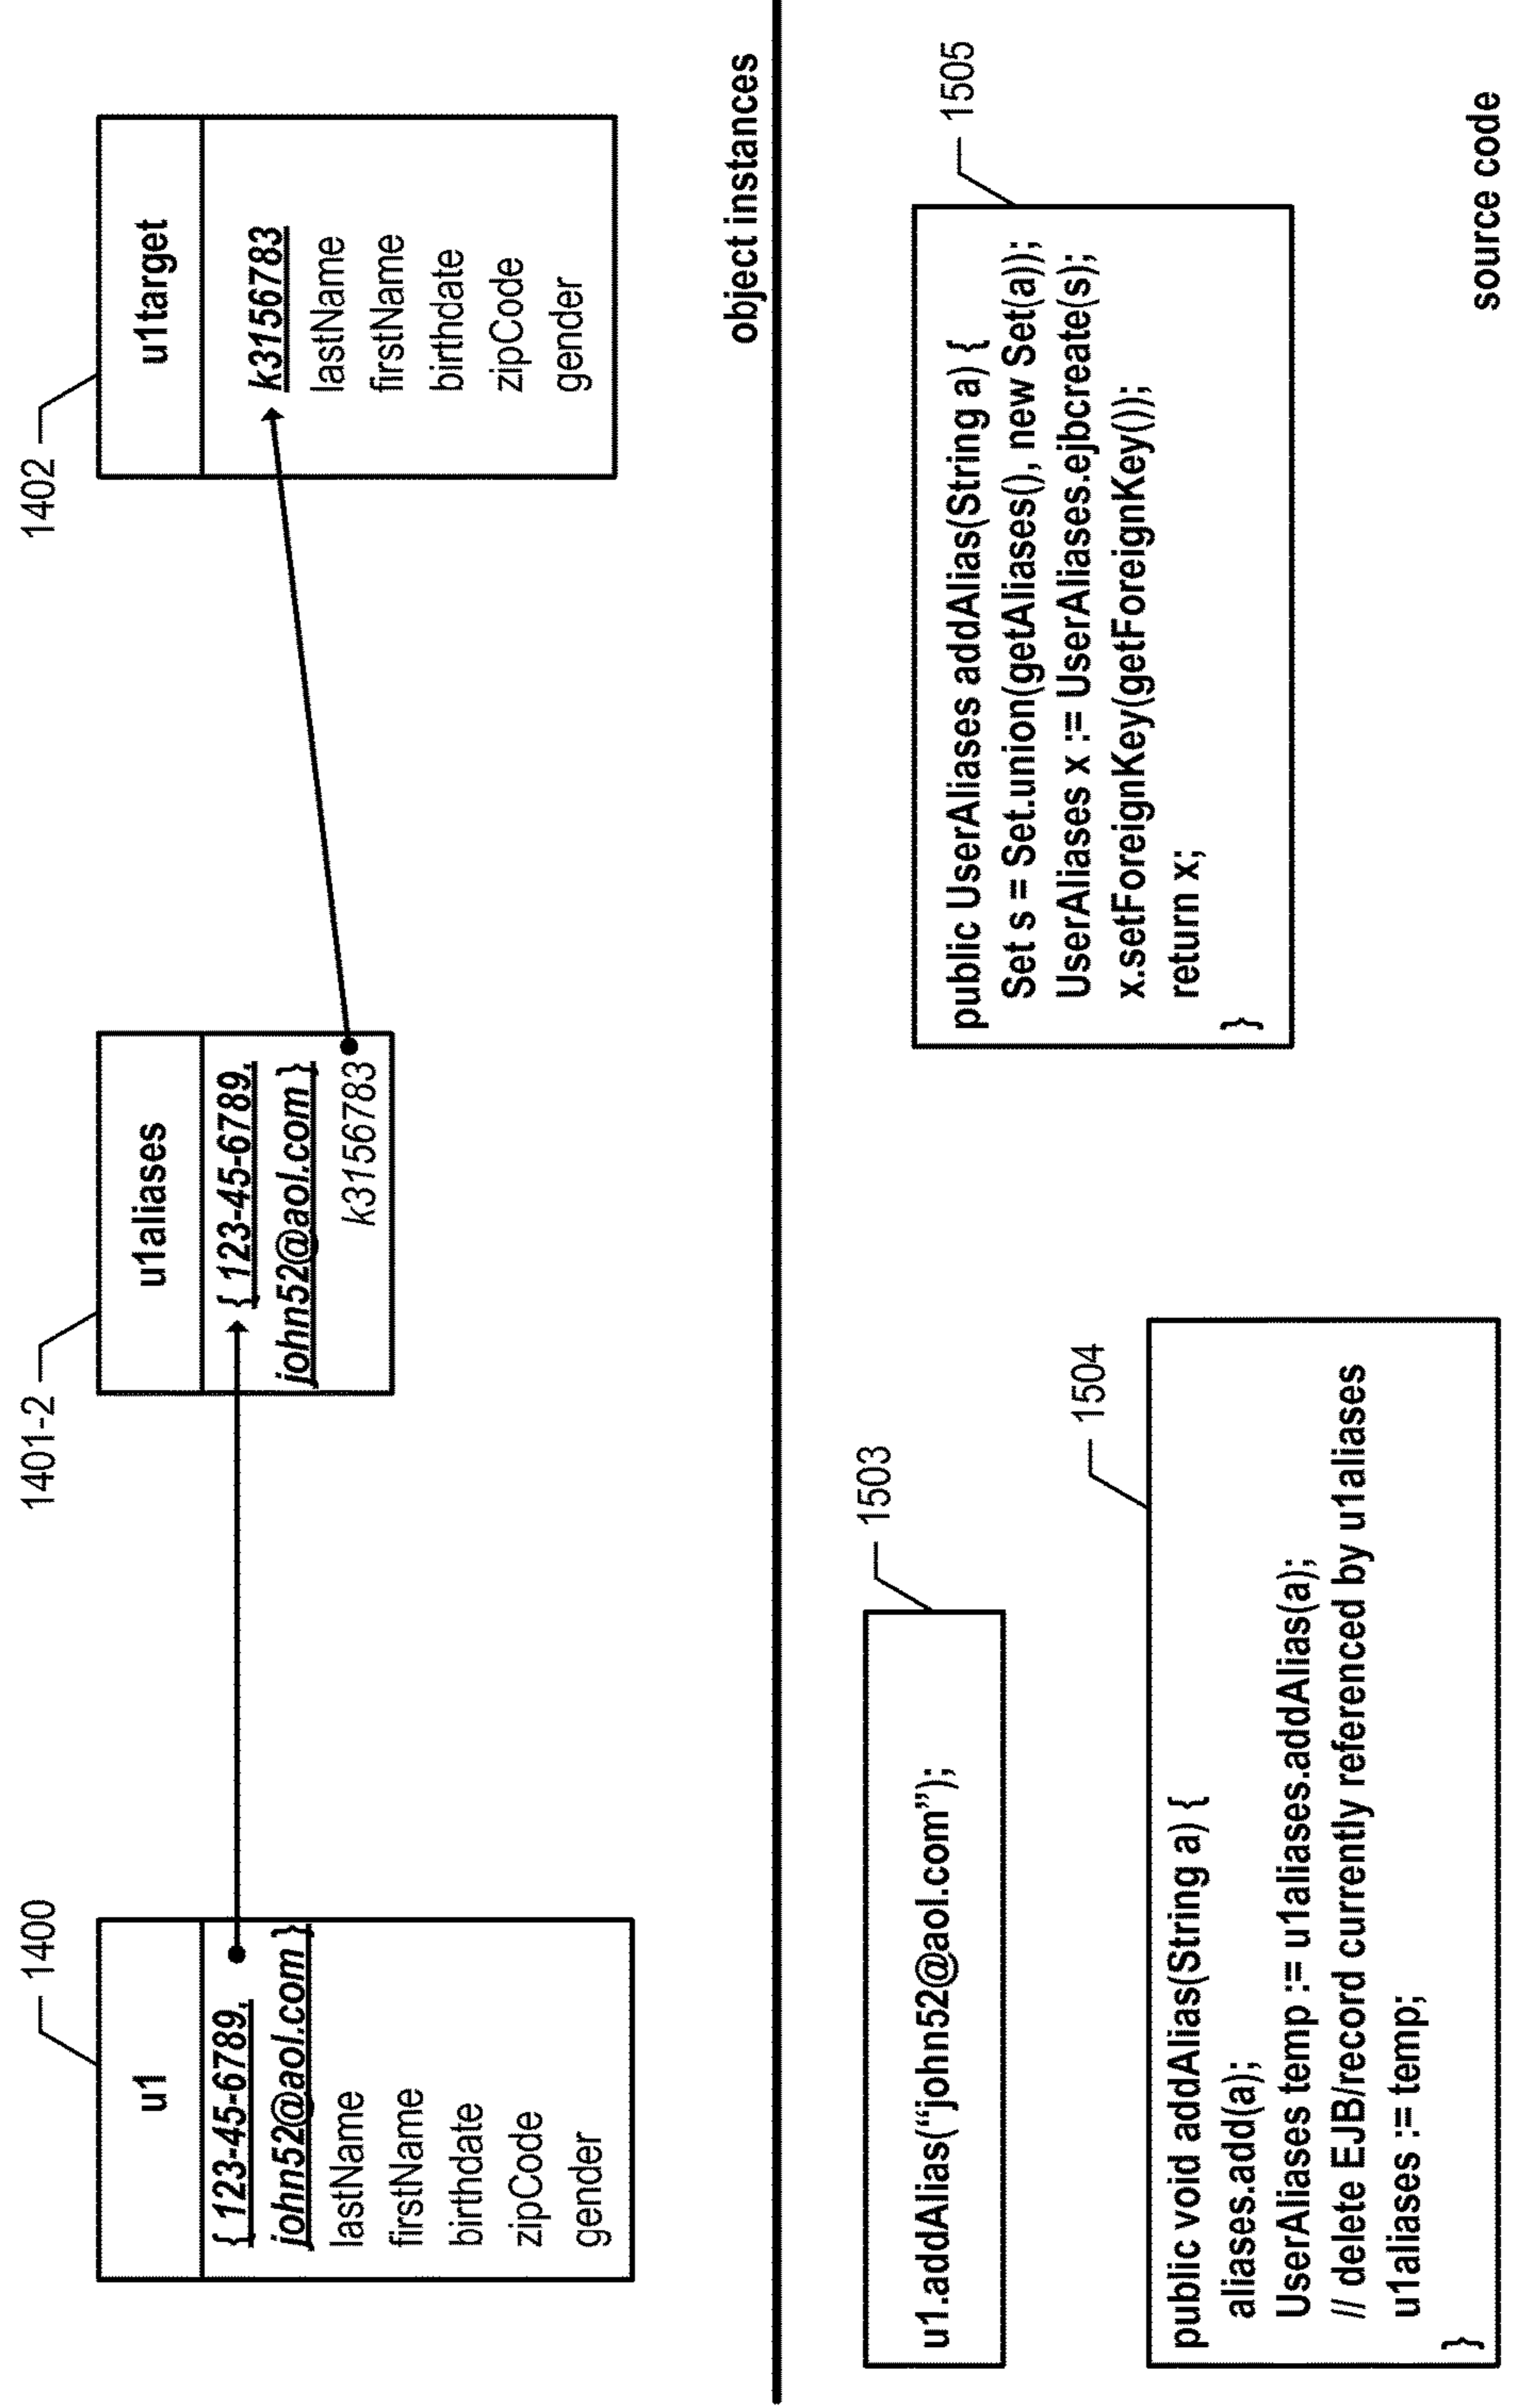 1400
u1
{ 123-45-6789,
john52@aol.com }
lastName
firstName
birthdate
zipCode
gender
1401-2
u1aliases
{ 123-45-6789,
john52@aol.com }
k3156783
1402
u1target
k3156783
lastName
firstName
birthdate
zipCode
gender
object instances
1503
u1.addAlias(“john52@aol.com”);
1504
public void addAlias(String a) {
aliases.add(a);
UserAliases temp := u1aliases.addAlias(a);
// delete EJB/record currently referenced by u1aliases
u1aliases := temp;
}
1505
public UserAliases addAlias(String a) {
Set s = Set.union(getAliases(), new Set(a));
UserAliases x := UserAliases.ejbcreate(s);
x.setForeignKey(getForeignKey());
return x;
}
source code